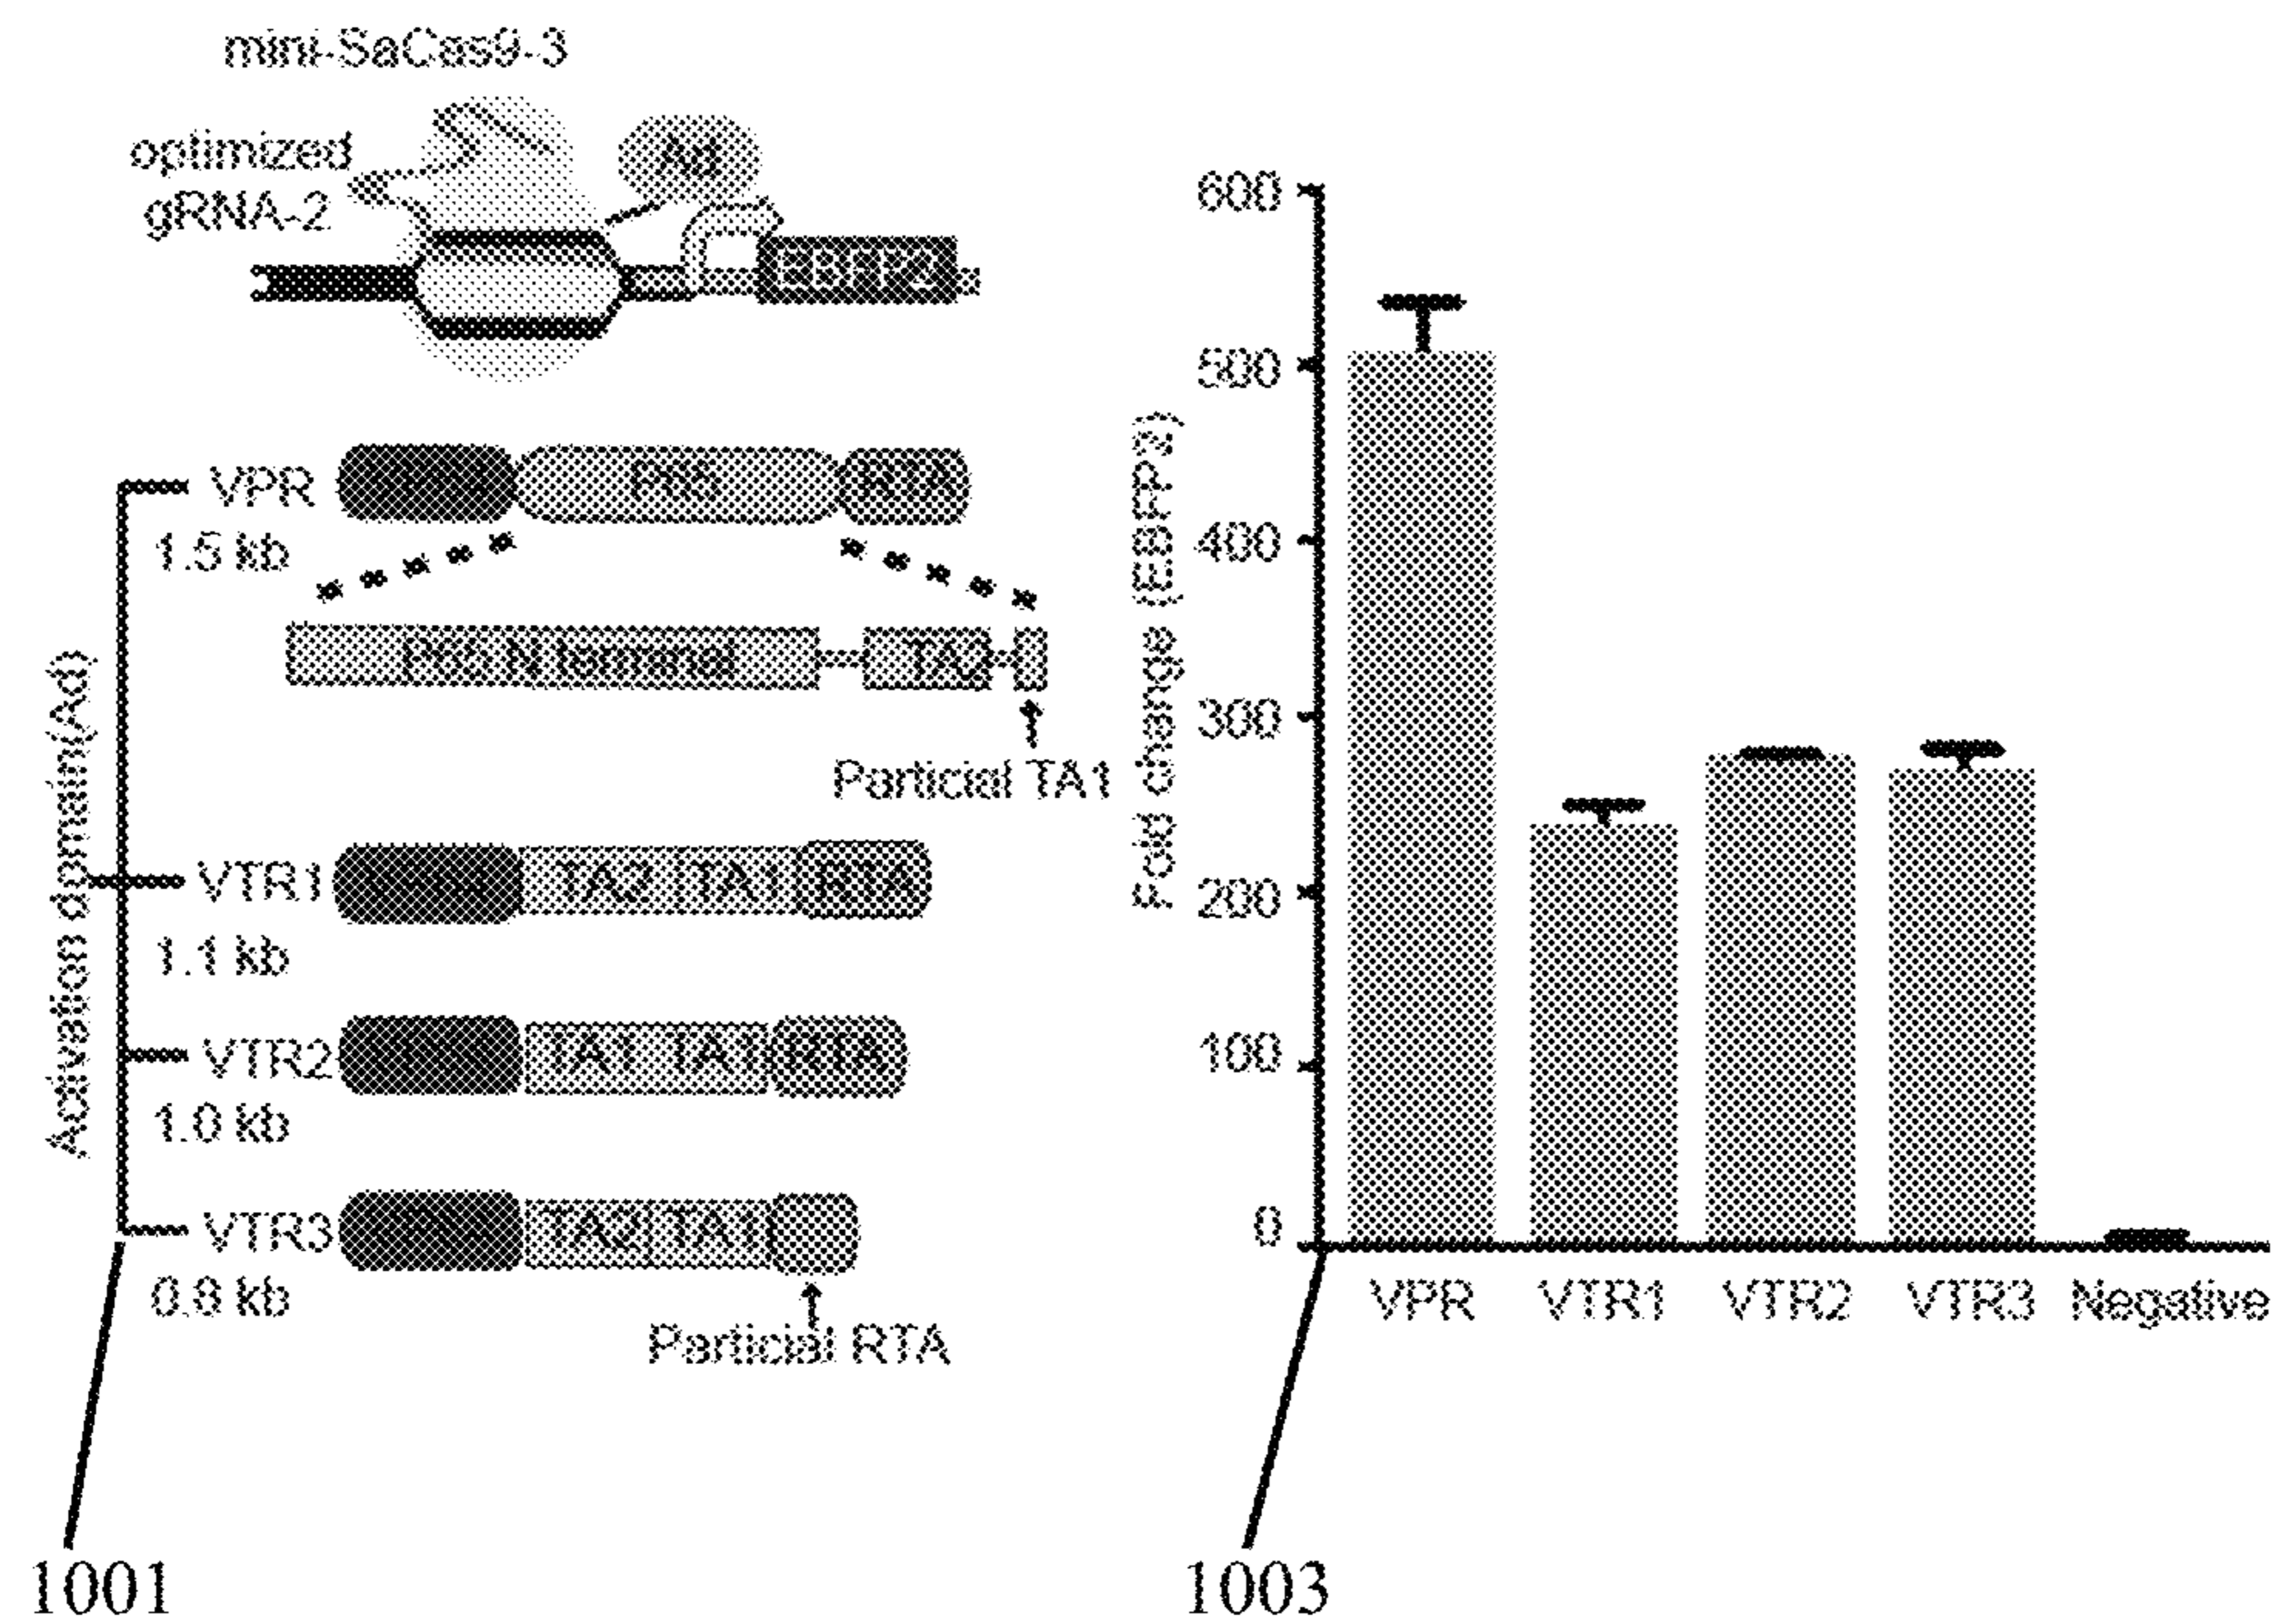 mini-SaCas9-3
optimized
gRNA-2
Ad
EBFP2
Activation domain(Ad)
VPR
P65
RTA
1.5 kb
P65 N terminal
TA2
Particial TA1
VTR1
TA2
TA1
RTA
1.1 kb
VTR2
TA1
TA1
RTA
1.0 kb
VTR3
TA2
TA1
Particial RTA
1001
Fold change (EBFP2)
600
500
400
300
200
100
0
VPR
VTR1
VTR2
VTR3
Negative
1003